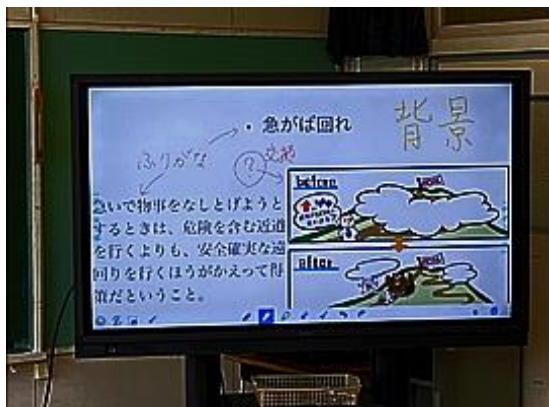 ・急がば回れ
背景
ふりがな
?
before
急いで物事をなしとげようと
するときは、危険を含む近道
を行くよりも、安全確実な遠
回りを行くほうがかえって得
策だということ。
after